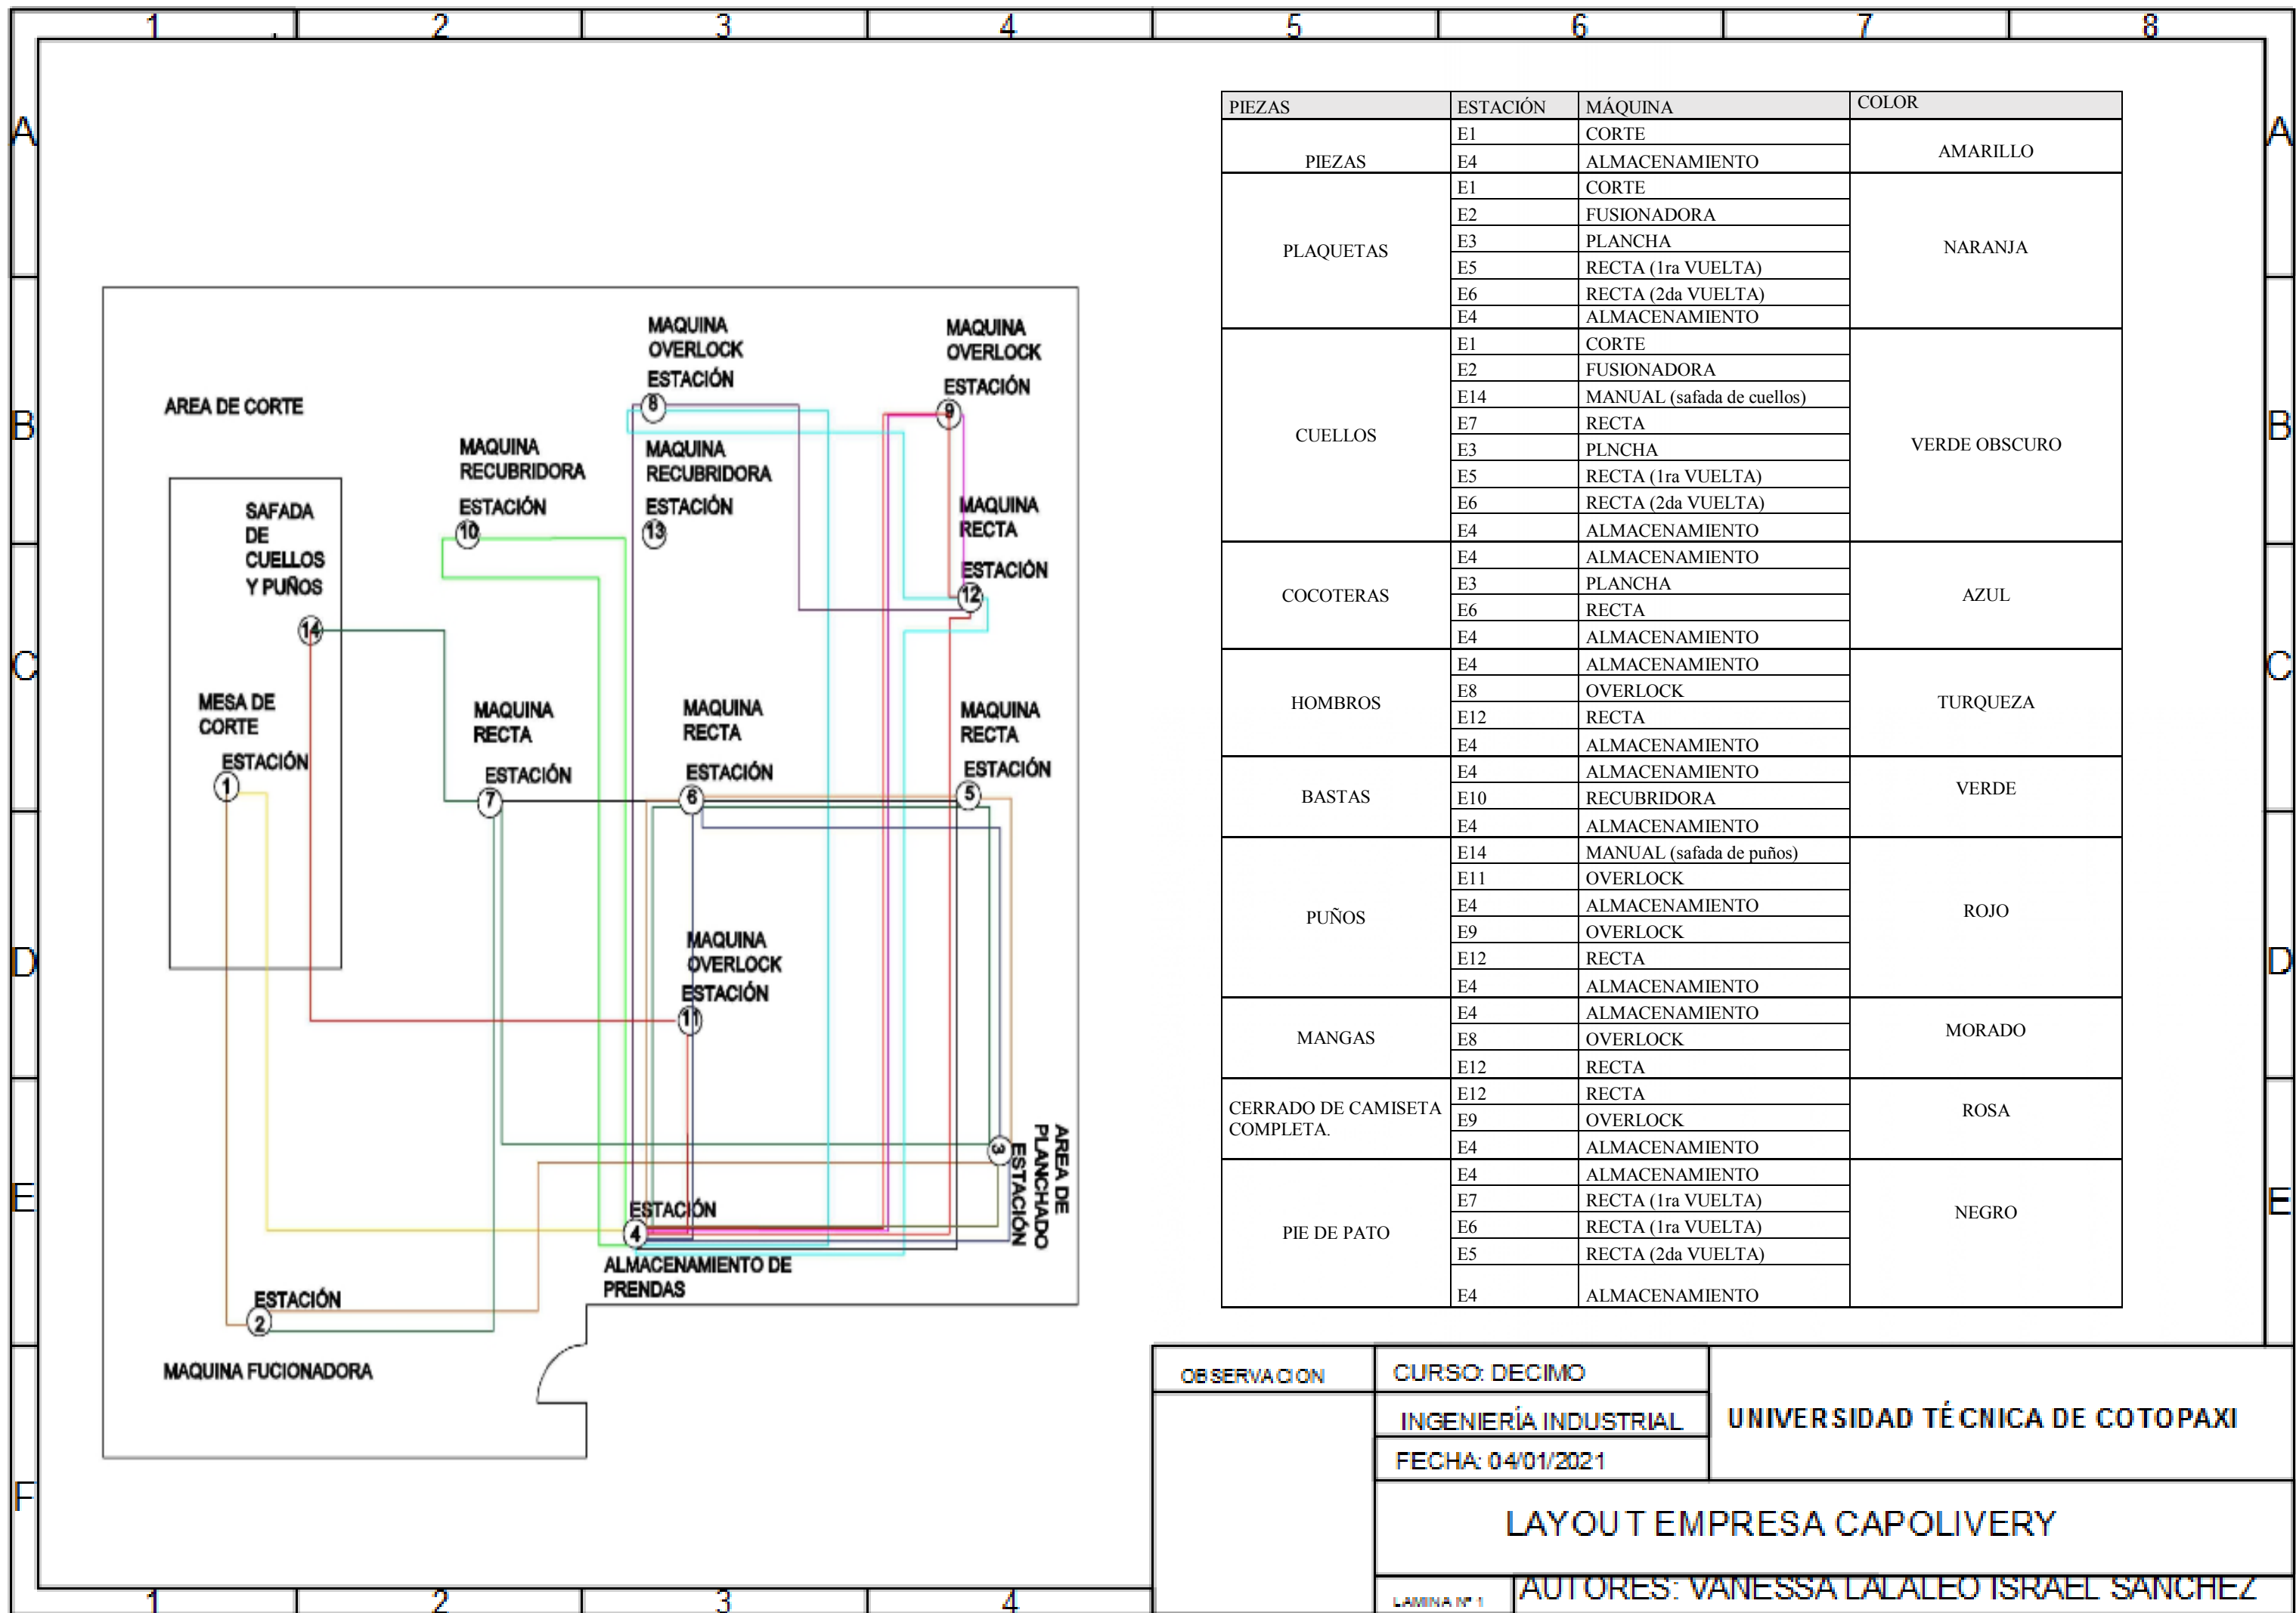 1 2 3 4 5 6 7 8
A A
B B
C C
D D
E E
F
AREA DE CORTE
SAFADA
DE
CUELLOS
Y PUÑOS
14
MESA DE
CORTE
ESTACIÓN
1
MAQUINA
OVERLOCK
ESTACIÓN
8
MAQUINA
OVERLOCK
ESTACIÓN
9
MAQUINA
RECUBRIDORA
ESTACIÓN
10
MAQUINA
RECUBRIDORA
ESTACIÓN
13
MAQUINA
RECTA
ESTACIÓN
12
MAQUINA
RECTA
ESTACIÓN
7
MAQUINA
RECTA
ESTACIÓN
6
MAQUINA
RECTA
ESTACIÓN
5
MAQUINA
OVERLOCK
ESTACIÓN
11
AREA DE
PLANCHADO
ESTACIÓN
3
ESTACIÓN
4
ALMACENAMIENTO DE
PRENDAS
ESTACIÓN
2
MAQUINA FUCIONADORA
PIEZAS ESTACIÓN MÁQUINA COLOR
PIEZAS
E1 CORTE
E4 ALMACENAMIENTO
AMARILLO
PLAQUETAS
E1 CORTE
E2 FUSIONADORA
E3 PLANCHA
E5 RECTA (1ra VUELTA)
E6 RECTA (2da VUELTA)
E4 ALMACENAMIENTO
NARANJA
CUELLOS
E1 CORTE
E2 FUSIONADORA
E14 MANUAL (safada de cuellos)
E7 RECTA
E3 PLNCHA
E5 RECTA (1ra VUELTA)
E6 RECTA (2da VUELTA)
E4 ALMACENAMIENTO
VERDE OBSCURO
COCOTERAS
E4 ALMACENAMIENTO
E3 PLANCHA
E6 RECTA
E4 ALMACENAMIENTO
AZUL
HOMBROS
E4 ALMACENAMIENTO
E8 OVERLOCK
E12 RECTA
E4 ALMACENAMIENTO
TURQUEZA
BASTAS
E4 ALMACENAMIENTO
E10 RECUBRIDORA
E4 ALMACENAMIENTO
VERDE
PUÑOS
E14 MANUAL (safada de puños)
E11 OVERLOCK
E4 ALMACENAMIENTO
E9 OVERLOCK
E12 RECTA
E4 ALMACENAMIENTO
ROJO
MANGAS
E4 ALMACENAMIENTO
E8 OVERLOCK
E12 RECTA
MORADO
CERRADO DE CAMISETA
COMPLETA.
E12 RECTA
E9 OVERLOCK
E4 ALMACENAMIENTO
ROSA
PIE DE PATO
E4 ALMACENAMIENTO
E7 RECTA (1ra VUELTA)
E6 RECTA (1ra VUELTA)
E5 RECTA (2da VUELTA)
E4 ALMACENAMIENTO
NEGRO
OBSERVACION
CURSO: DECIMO
INGENIERÍA INDUSTRIAL
FECHA: 04/01/2021
UNIVERSIDAD TÉCNICA DE COTOPAXI
LAYOUT EMPRESA CAPOLIVERY
LAMINA Nº 1
AUTORES: VANESSA LALALEO ISRAEL SANCHEZ
1 2 3 4